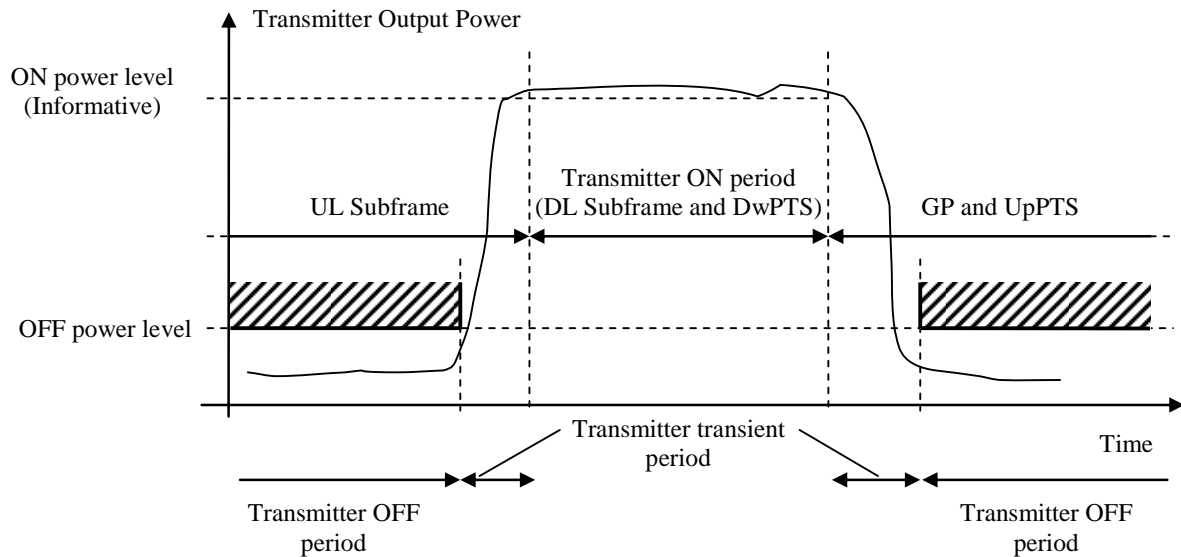 Transmitter Output Power
ON power level
(Informative)
Transmitter ON period
(DL Subframe and DwPTS)
UL Subframe
GP and UpPTS
OFF power level
Transmitter transient
period
Time
Transmitter OFF
period
Transmitter OFF
period